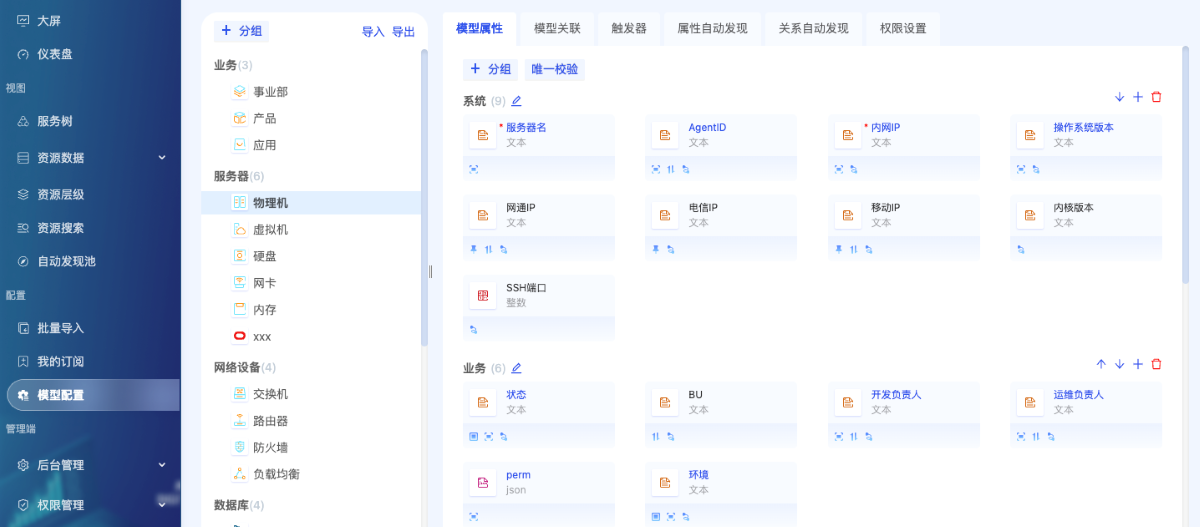 大屏
仪表盘
视图
服务树
资源数据
资源层级
资源搜索
自动发现池
配置
批量导入
我的订阅
模型配置
管理端
后台管理
权限管理
+ 分组 导入 导出
业务(3)
事业部
产品
应用
服务器(6)
物理机
虚拟机
硬盘
网卡
内存
xxx
网络设备(4)
交换机
路由器
防火墙
负载均衡
数据库(4)
模型属性 模型关联 触发器 属性自动发现 关系自动发现 权限设置
+ 分组 唯一校验
系统 (9)
* 服务器名 AgentID * 内网IP 操作系统版本
文本 文本 文本 文本
网通IP 电信IP 移动IP 内核版本
文本 文本 文本 文本
SSH端口
整数
业务 (6)
状态 BU 开发负责人 运维负责人
文本 文本 文本 文本
perm 环境
json 文本